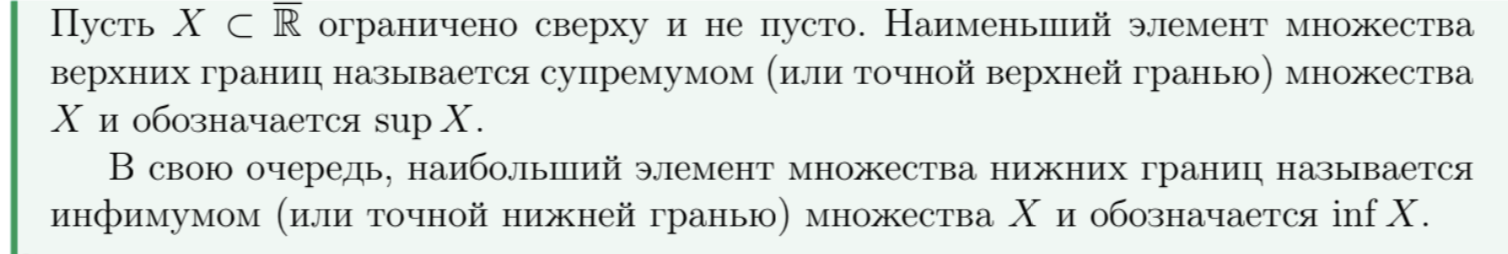 Пусть X ⊂ ℝ̅ ограничено сверху и не пусто. Наименьший элемент множества
верхних границ называется супремумом (или точной верхней гранью) множества
X и обозначается sup X.
В свою очередь, наибольший элемент множества нижних границ называется
инфимумом (или точной нижней гранью) множества X и обозначается inf X.